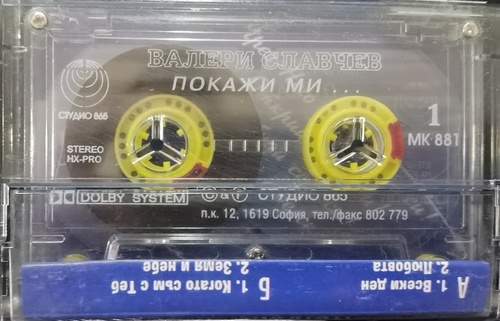 ВАЛЕРИ СЛАВЧЕВ
ПОКАЖИ МИ ...
СТУДИО 865
STEREO
HX-PRO
1
МК 881
DOLBY SYSTEM
© & ℗ СТУДИО 865
п.к. 12, 1619 София, тел./факс 802 779
А
1. Всеки ден
2. Любовта
Б
1. Когато съм с Теб
2. Земя и небе